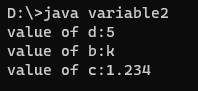 D:\>java variable2
value of d:5
value of b:k
value of c:1.234